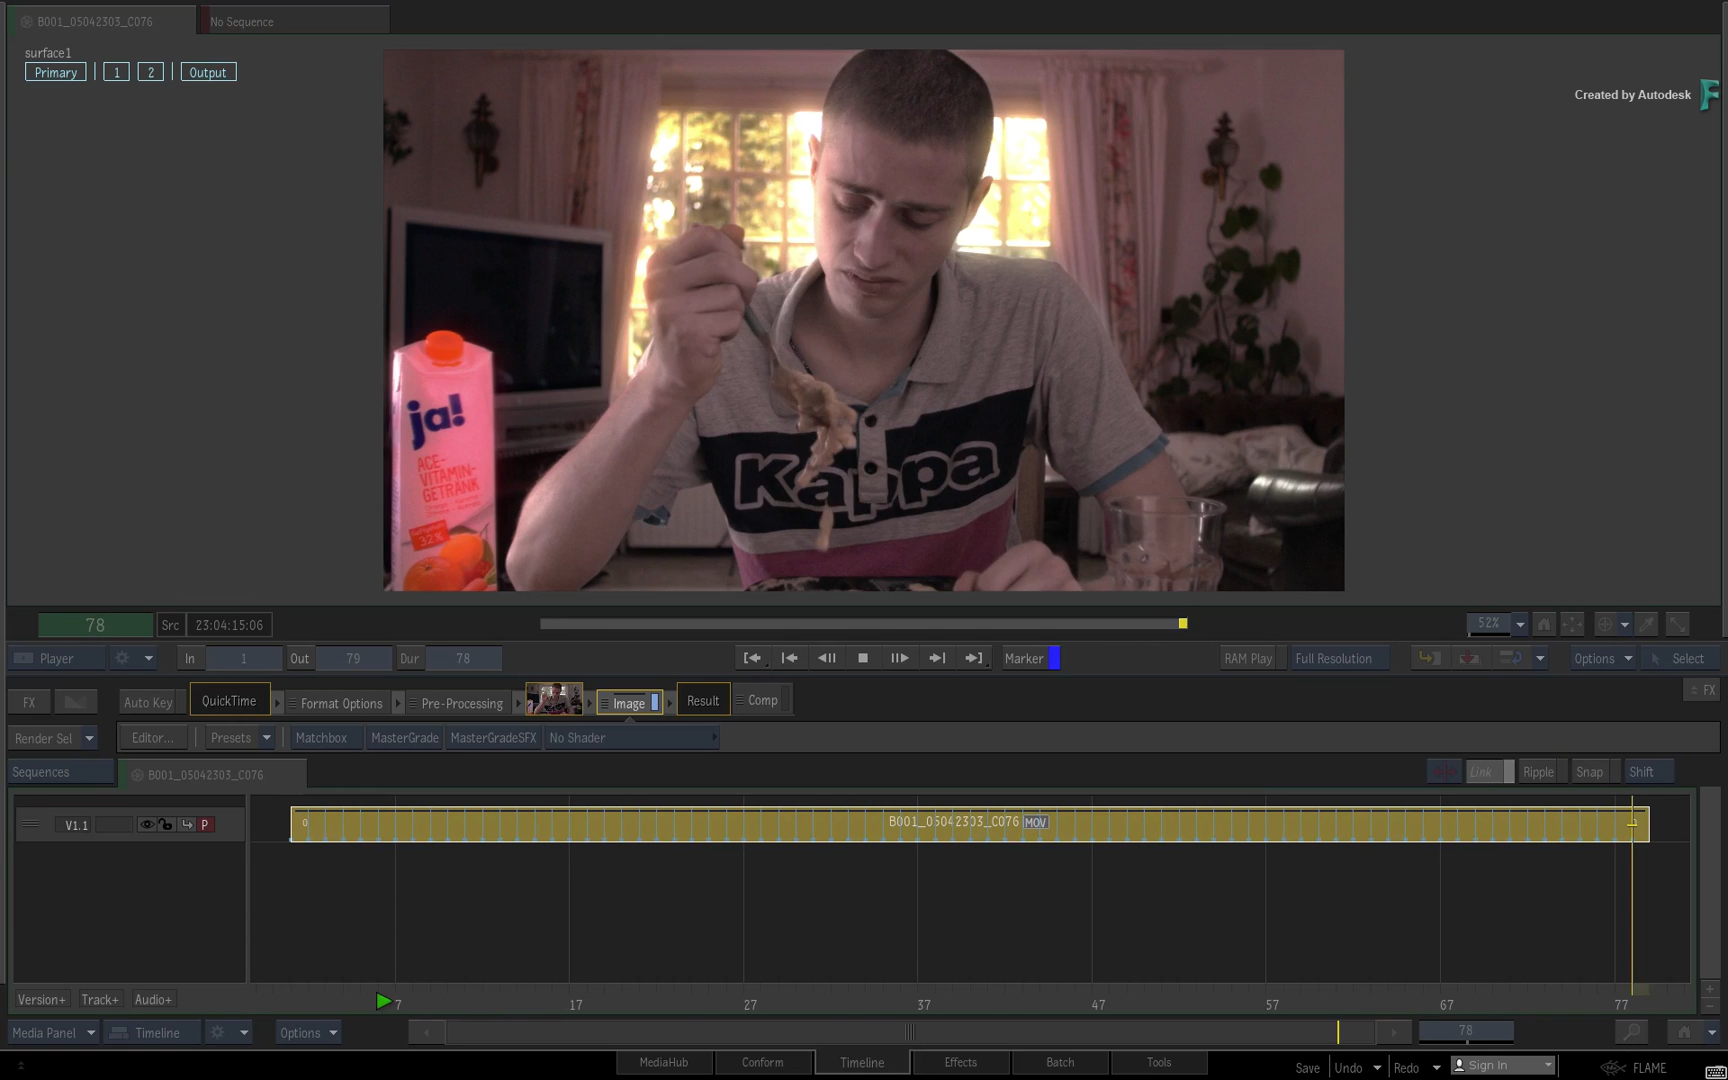 B001_05042303_C076
No Sequence
surface1
Primary | 1 2 | Output
Created by Autodesk
ja!
ACE-
VITAMIN-
GETRÄNK
32%
Kappa
78 Src 23:04:15:06
52%
Player In 1 Out 79 Dur 78
Marker
RAM Play Full Resolution Options Select
FX Auto Key QuickTime Format Options Pre-Processing Image Result Comp FX
Render Sel Editor... Presets Matchbox MasterGrade MasterGradeSFX No Shader
Sequences B001_05042303_C076 Link Ripple Snap Shift
V1.1 P 0 B001_05042303_C076 MOV
Version+ Track+ Audio+ 7 17 27 37 47 57 67 77
Media Panel Timeline Options 78
MediaHub Conform Timeline Effects Batch Tools
Save Undo Redo Sign In FLAME